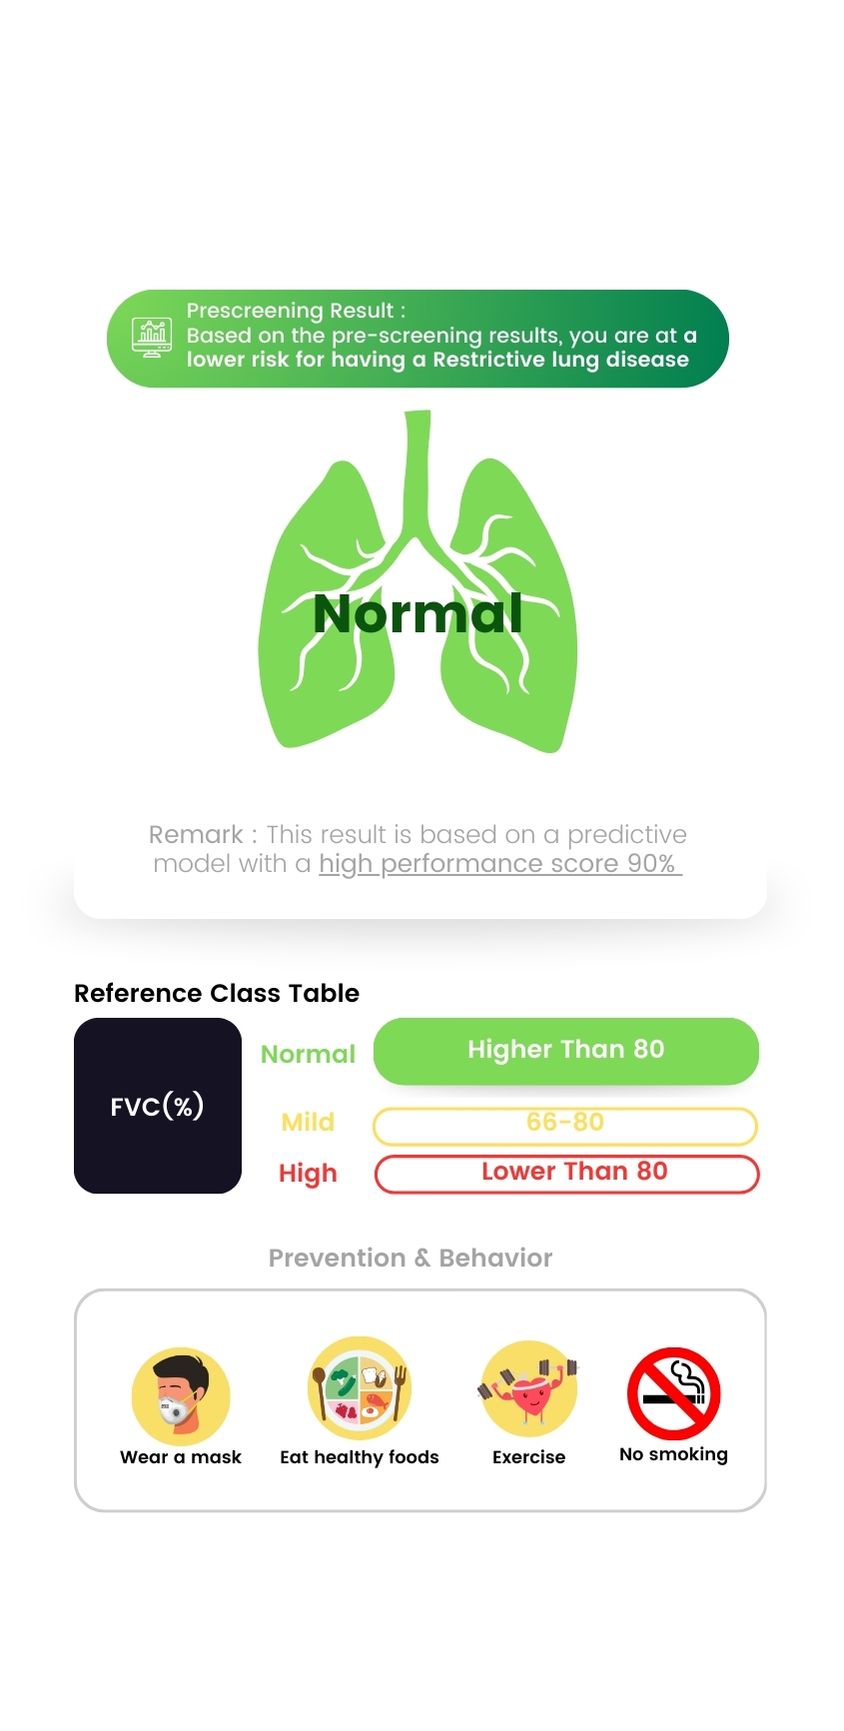 Prescreening Result :
Based on the pre-screening results, you are at a
lower risk for having a Restrictive lung disease
Normal
Remark : This result is based on a predictive
model with a high performance score 90%
Reference Class Table
FVC(%)
Normal
Higher Than 80
Mild
66-80
High
Lower Than 80
Prevention & Behavior
Wear a mask
Eat healthy foods
Exercise
No smoking